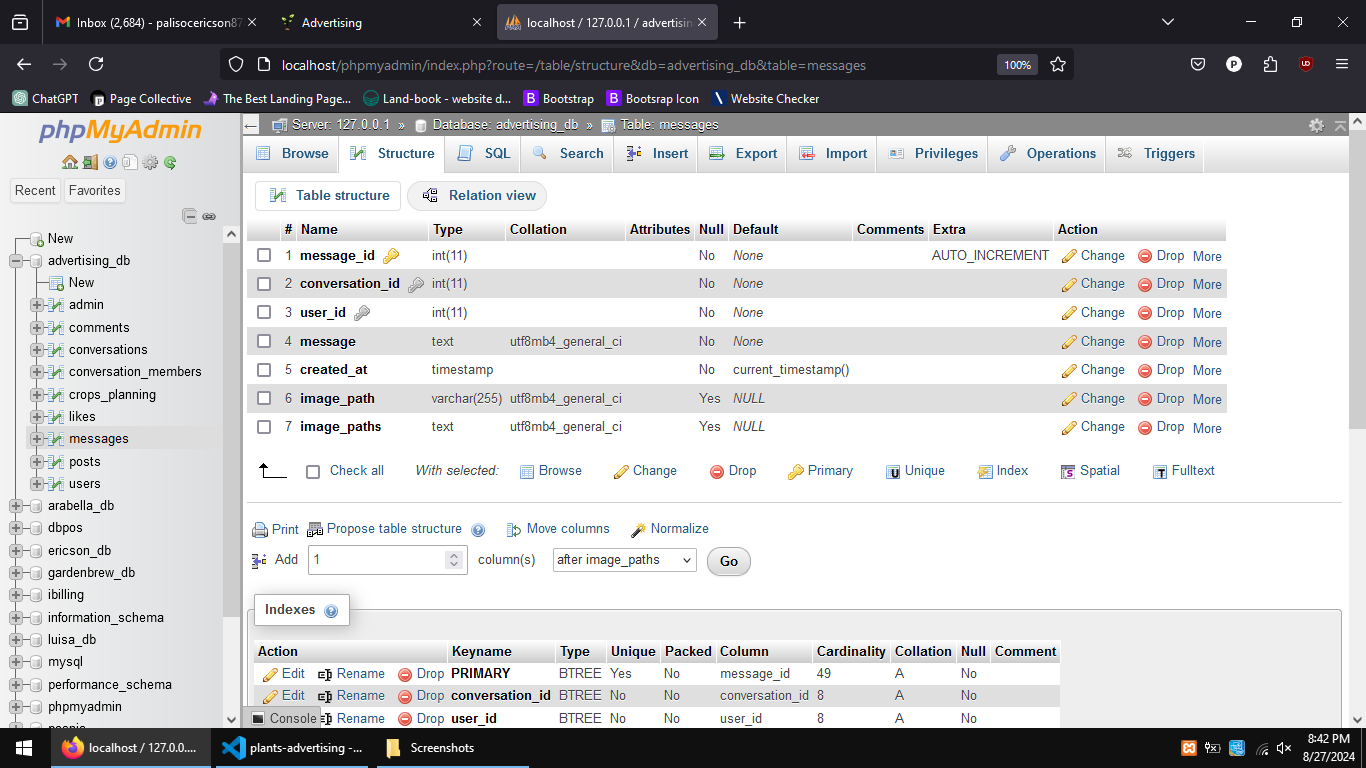 Inbox (2,684) - palisocericson87
Advertising
localhost / 127.0.0.1 / advertisin
localhost/phpmyadmin/index.php?route=/table/structure&db=advertising_db&table=messages
100%
ChatGPT
Page Collective
The Best Landing Page...
Land-book - website d...
Bootstrap
Bootsrap Icon
Website Checker
phpMyAdmin
Recent
Favorites
New
advertising_db
New
admin
comments
conversations
conversation_members
crops_planning
likes
messages
posts
users
arabella_db
dbpos
ericson_db
gardenbrew_db
ibilling
information_schema
luisa_db
mysql
performance_schema
phpmyadmin
Server: 127.0.0.1 » Database: advertising_db » Table: messages
Browse Structure SQL Search Insert Export Import Privileges Operations Triggers
Table structure Relation view
# Name Type Collation Attributes Null Default Comments Extra Action
1 message_id int(11) No None AUTO_INCREMENT Change Drop More
2 conversation_id int(11) No None Change Drop More
3 user_id int(11) No None Change Drop More
4 message text utf8mb4_general_ci No None Change Drop More
5 created_at timestamp No current_timestamp() Change Drop More
6 image_path varchar(255) utf8mb4_general_ci Yes NULL Change Drop More
7 image_paths text utf8mb4_general_ci Yes NULL Change Drop More
Check all With selected: Browse Change Drop Primary Unique Index Spatial Fulltext
Print Propose table structure Move columns Normalize
Add 1 column(s) after image_paths Go
Indexes
Action Keyname Type Unique Packed Column Cardinality Collation Null Comment
Edit Rename Drop PRIMARY BTREE Yes No message_id 49 A No
Edit Rename Drop conversation_id BTREE No No conversation_id 8 A No
Console Rename Drop user_id BTREE No No user_id 8 A No
localhost / 127.0.0....
plants-advertising -...
Screenshots
8:42 PM
8/27/2024